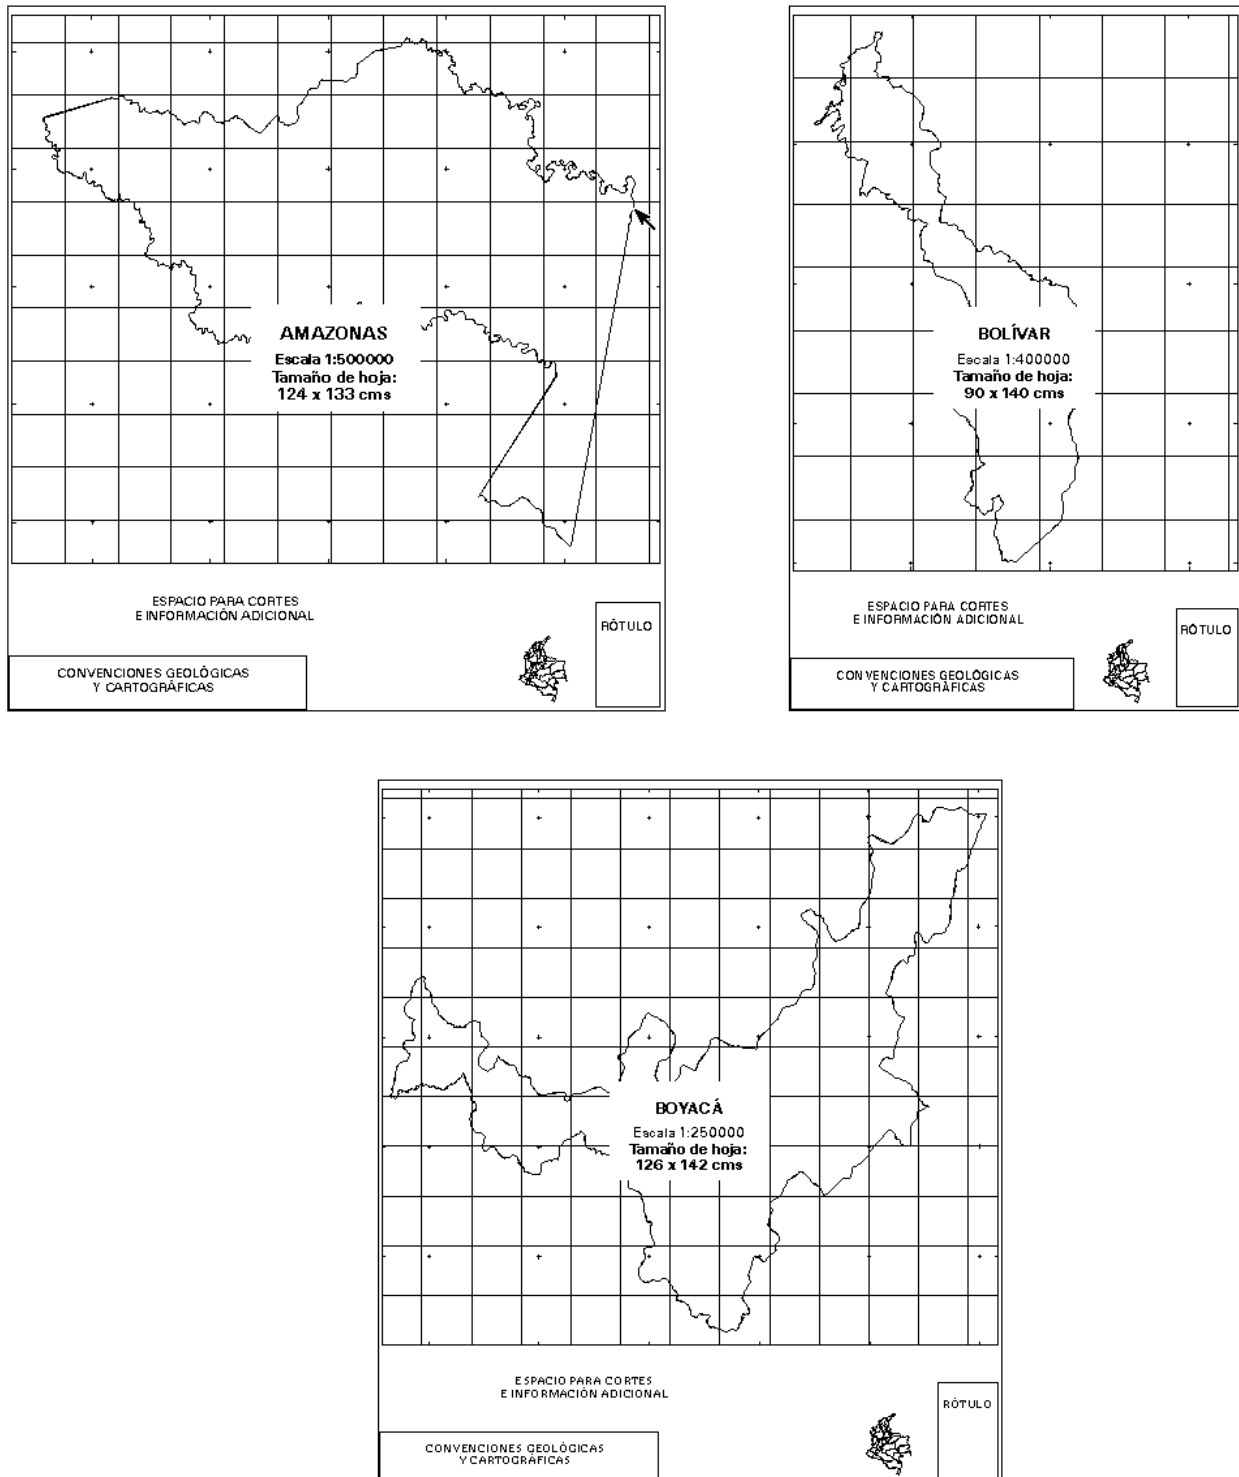 AMAZONAS
Escala 1:500000
Tamaño de hoja:
124 x 133 cms
ESPACIO PARA CORTES
E INFORMACIÓN ADICIONAL
RÓTULO
CONVENCIONES GEOLÓGICAS
Y CARTOGRÁFICAS
BOLÍVAR
Escala 1:400000
Tamaño de hoja:
90 x 140 cms
ESPACIO PARA CORTES
E INFORMACIÓN ADICIONAL
RÓTULO
CONVENCIONES GEOLÓGICAS
Y CARTOGRÁFICAS
BOYACÁ
Escala 1:250000
Tamaño de hoja:
126 x 142 cms
ESPACIO PARA CORTES
E INFORMACIÓN ADICIONAL
RÓTULO
CONVENCIONES GEOLÓGICAS
Y CARTOGRÁFICAS